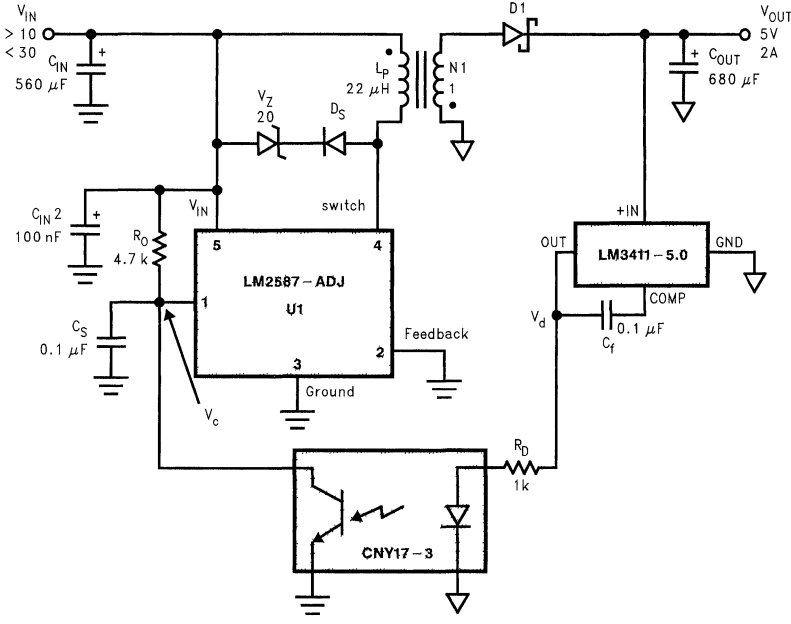 V_IN
> 10
< 30
C_IN
+
560 μF
L_P
22 μH
N1
1
D1
V_OUT
5V
2A
+
C_OUT
680 μF
V_Z
20
D_S
C_IN 2
+
100 nF
R_O
4.7 k
V_IN
switch
5
4
LM2587-ADJ
U1
1
2
3
Feedback
Ground
C_S
0.1 μF
V_c
+IN
OUT
LM3411-5.0
GND
COMP
V_d
0.1 μF
C_f
R_D
1k
CNY17-3